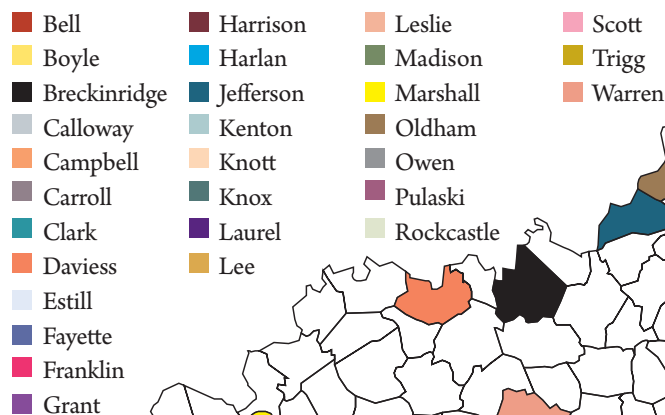 Bell
Boyle
Breckinridge
Calloway
Campbell
Carroll
Clark
Daviess
Estill
Fayette
Franklin
Grant
Harrison
Harlan
Jefferson
Kenton
Knott
Knox
Laurel
Lee
Leslie
Madison
Marshall
Oldham
Owen
Pulaski
Rockcastle
Scott
Trigg
Warren